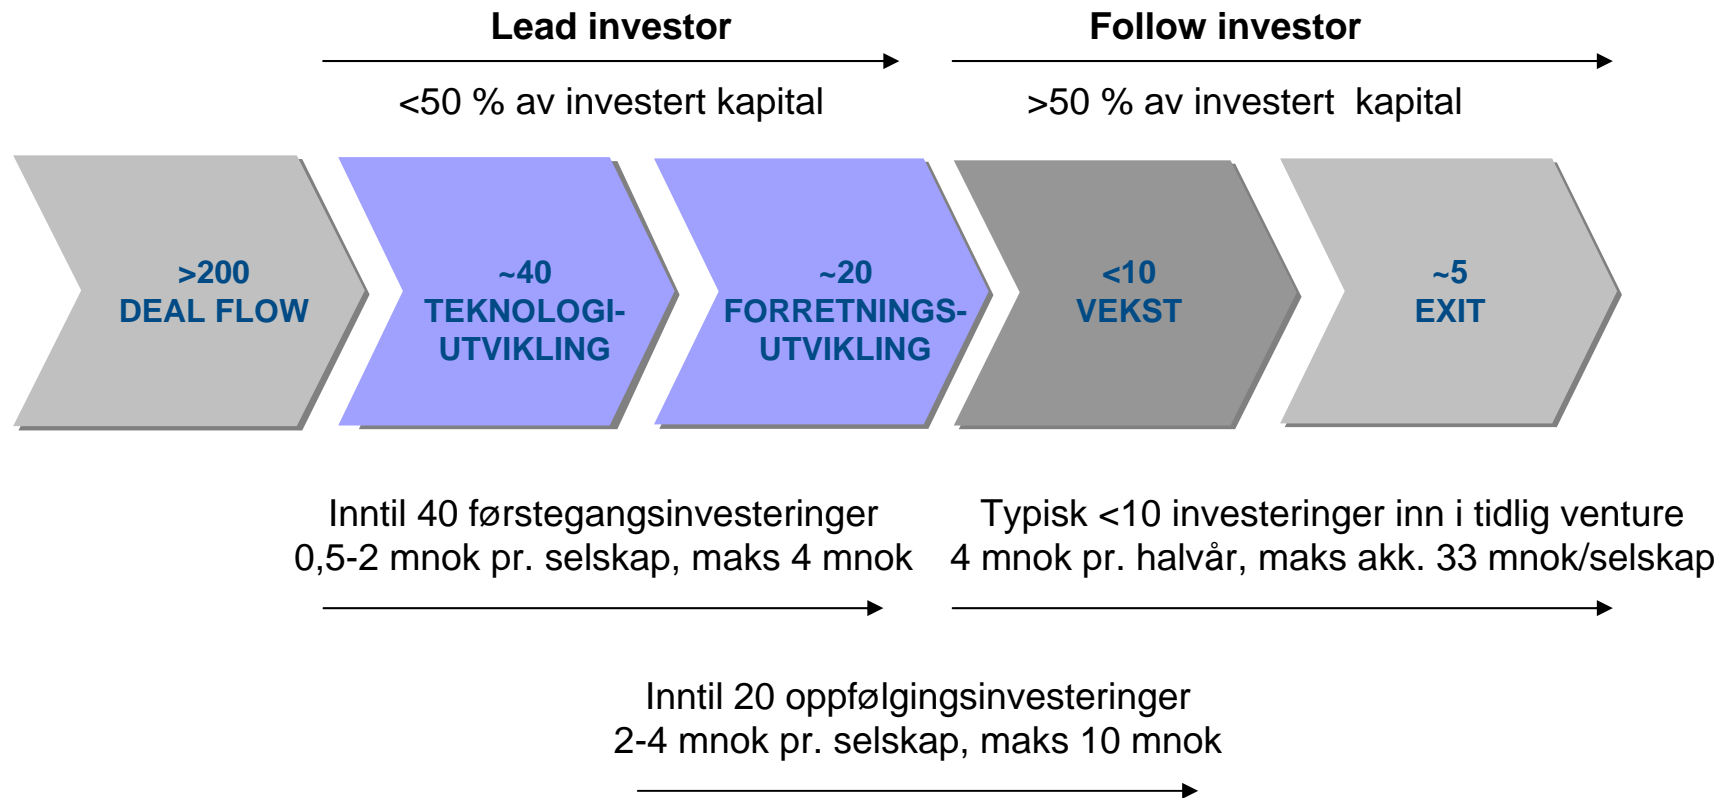 Lead investor
Follow investor
<50 % av investert kapital
>50 % av investert kapital
>200
DEAL FLOW
~40
TEKNOLOGI-
UTVIKLING
~20
FORRETNINGS-
UTVIKLING
<10
VEKST
~5
EXIT
Inntil 40 førstegangsinvesteringer
0,5-2 mnok pr. selskap, maks 4 mnok
Typisk <10 investeringer inn i tidlig venture
4 mnok pr. halvår, maks akk. 33 mnok/selskap
Inntil 20 oppfølgingsinvesteringer
2-4 mnok pr. selskap, maks 10 mnok